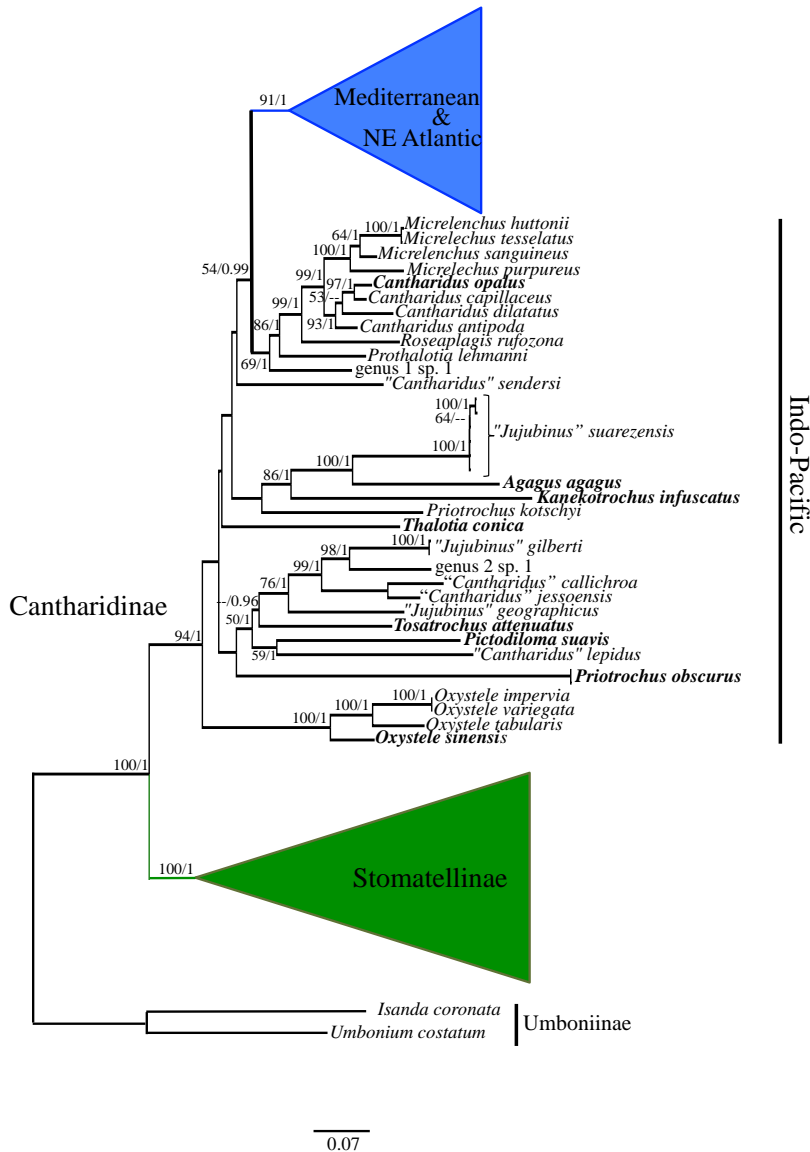 91/1
Mediterranean
&
NE Atlantic
100/1
Micrelenchus huttonii
64/1
Micrelechus tesselatus
100/1
Micrelenchus sanguineus
Micrelechus purpureus
54/0.99
99/1
97/1
Cantharidus opalus
53/--
Cantharidus capillaceus
99/1
Cantharidus dilatatus
93/1
Cantharidus antipoda
86/1
Roseaplagis rufozona
Prothalotia lehmanni
69/1
genus 1 sp. 1
"Cantharidus" sendersi
100/1
64/--
"Jujubinus” suarezensis
100/1
100/1
86/1
Agagus agagus
Kanekotrochus infuscatus
Priotrochus kotschyi
Thalotia conica
100/1
"Jujubinus" gilberti
98/1
99/1
genus 2 sp. 1
76/1
“Cantharidus” callichroa
“Cantharidus” jessoensis
--/0.96
"Jujubinus" geographicus
50/1
Tosatrochus attenuatus
Pictodiloma suavis
59/1
"Cantharidus" lepidus
Priotrochus obscurus
Indo-Pacific
Cantharidinae
94/1
100/1
Oxystele impervia
100/1
Oxystele variegata
100/1
Oxystele tabularis
Oxystele sinensis
100/1
100/1
Stomatellinae
Isanda coronata
Umbonium costatum
Umboniinae
0.07